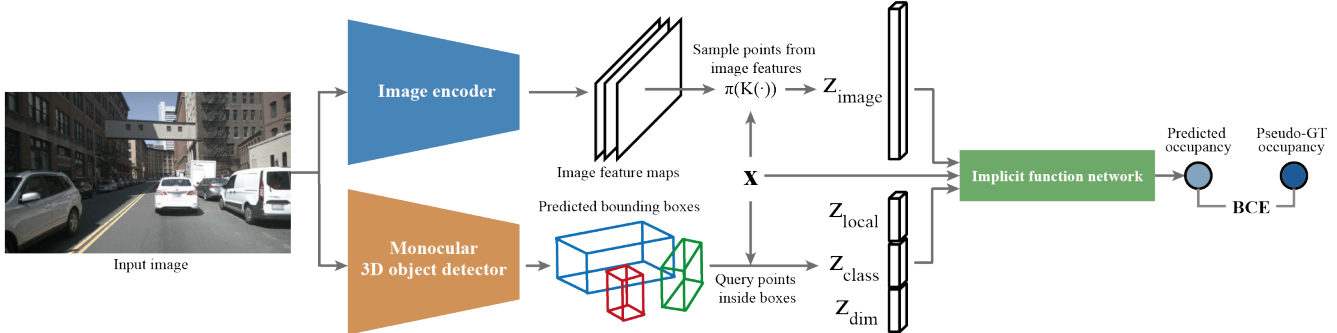 Input image
Image encoder
Monocular
3D object detector
Image feature maps
Predicted bounding boxes
Sample points from
image features
π(K(·))
x
Query points
inside boxes
z_image
z_local
z_class
z_dim
Implicit function network
Predicted
occupancy
Pseudo-GT
occupancy
BCE